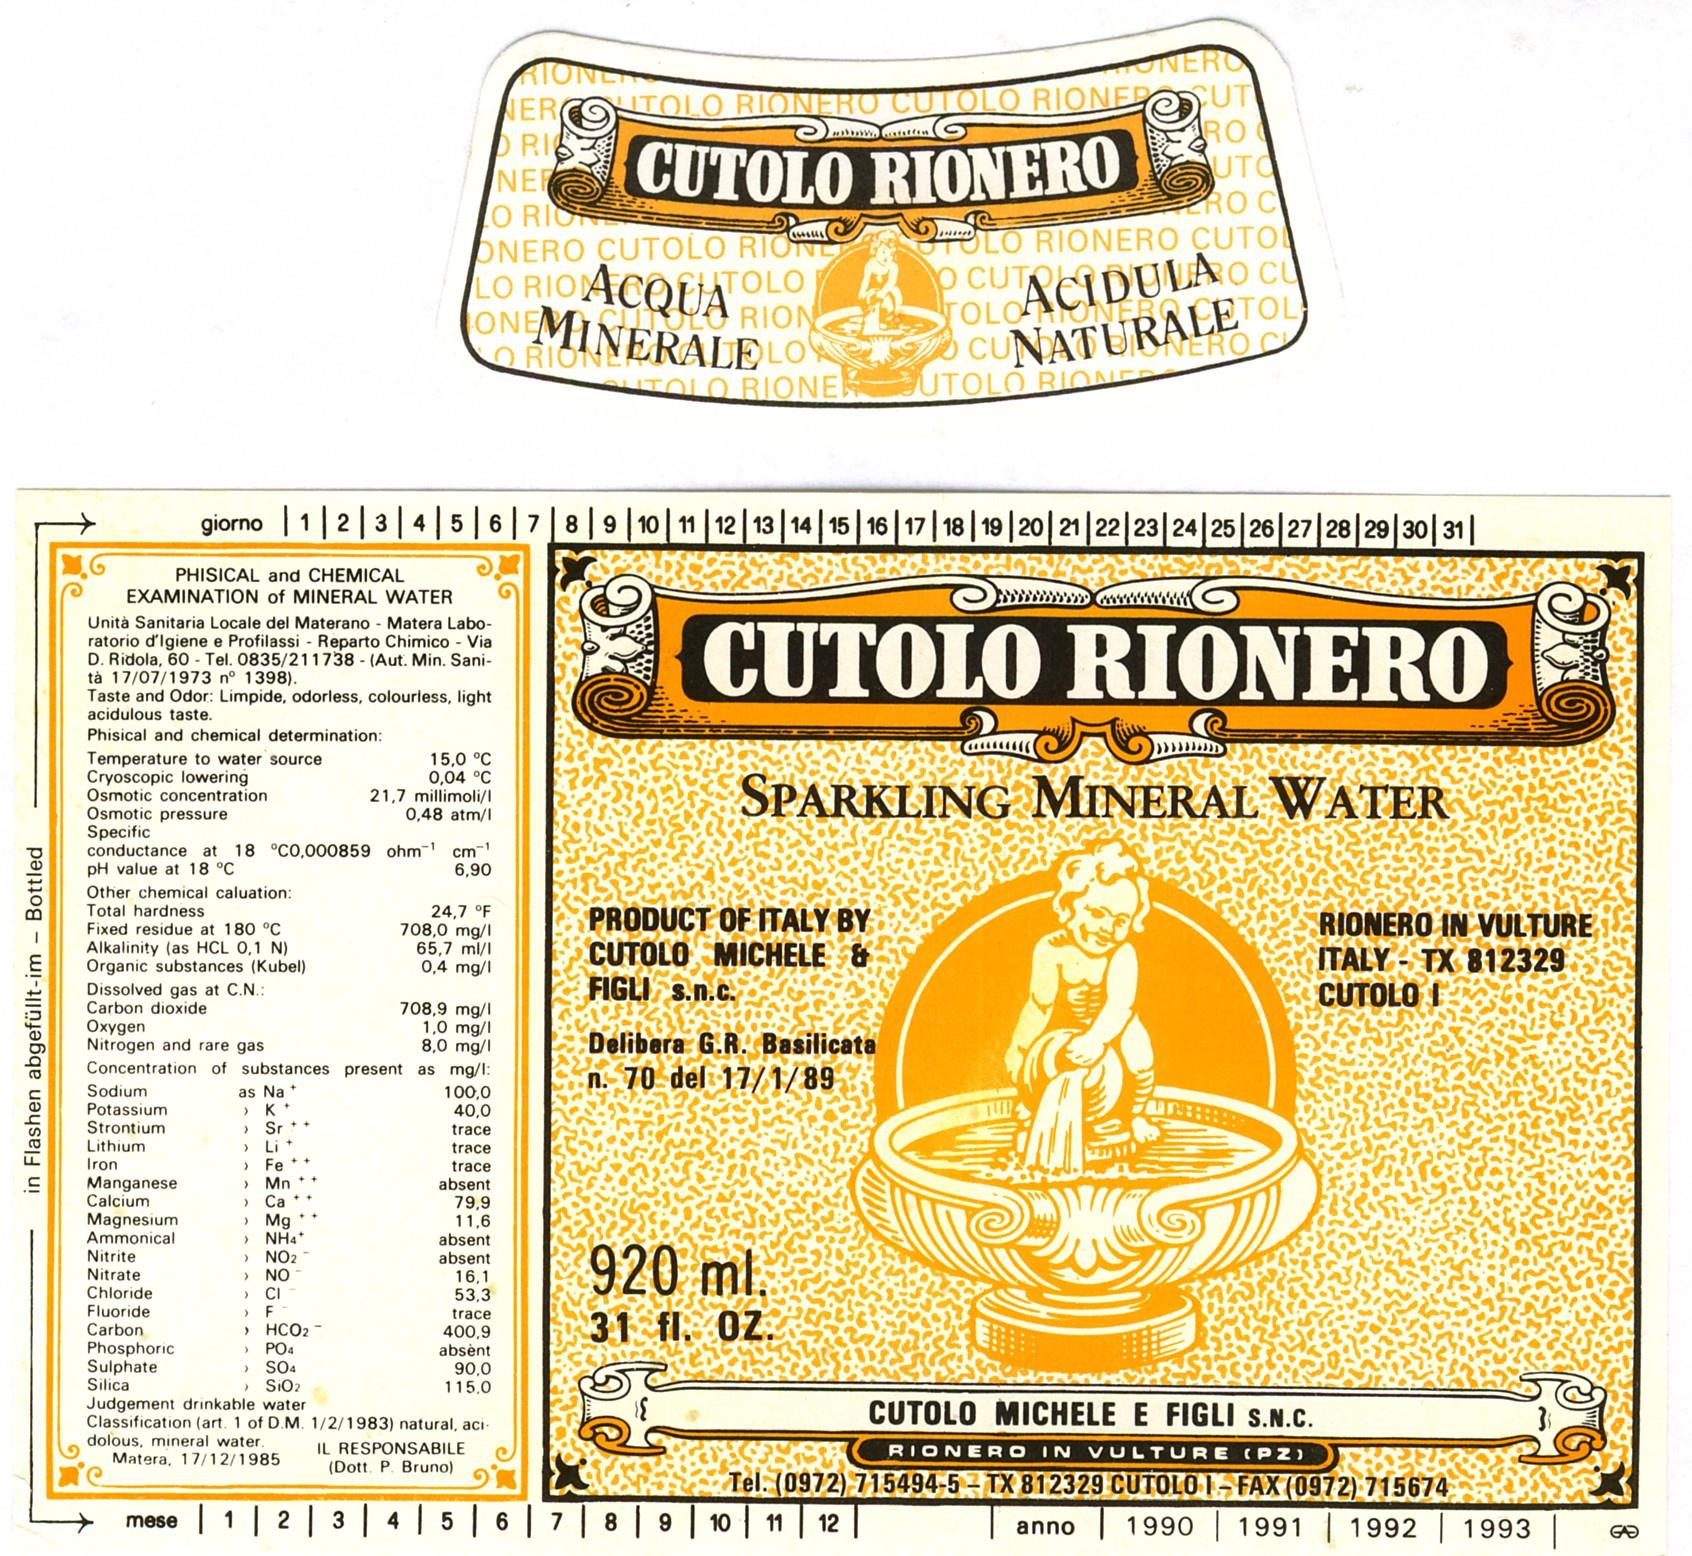 CUTOLO RIONERO
ACQUA
MINERALE
ACIDULA
NATURALE
giorno | 1 | 2 | 3 | 4 | 5 | 6 | 7 | 8 | 9 | 10 | 11 | 12 | 13 | 14 | 15 | 16 | 17 | 18 | 19 | 20 | 21 | 22 | 23 | 24 | 25 | 26 | 27 | 28 | 29 | 30 | 31 |
in Flashen abgefüllt-im – Bottled
PHISICAL and CHEMICAL
EXAMINATION of MINERAL WATER
Unità Sanitaria Locale del Materano - Matera Labo-
ratorio d'Igiene e Profilassi - Reparto Chimico - Via
D. Ridola, 60 - Tel. 0835/211738 - (Aut. Min. Sani-
tà 17/07/1973 nº 1398).
Taste and Odor: Limpide, odorless, colourless, light
acidulous taste.
Phisical and chemical determination:
Temperature to water source 15,0 °C
Cryoscopic lowering 0,04 °C
Osmotic concentration 21,7 millimoli/l
Osmotic pressure 0,48 atm/l
Specific
conductance at 18 °C0,000859 ohm⁻¹ cm⁻¹
pH value at 18 °C 6,90
Other chemical caluation:
Total hardness 24,7 °F
Fixed residue at 180 °C 708,0 mg/l
Alkalinity (as HCL 0,1 N) 65,7 ml/l
Organic substances (Kubel) 0,4 mg/l
Dissolved gas at C.N.:
Carbon dioxide 708,9 mg/l
Oxygen 1,0 mg/l
Nitrogen and rare gas 8,0 mg/l
Concentration of substances present as mg/l:
Sodium as Na⁺ 100,0
Potassium › K⁺ 40,0
Strontium › Sr⁺⁺ trace
Lithium › Li⁺ trace
Iron › Fe⁺⁺ trace
Manganese › Mn⁺⁺ absent
Calcium › Ca⁺⁺ 79,9
Magnesium › Mg⁺⁺ 11,6
Ammonical › NH₄⁺ absent
Nitrite › NO₂⁻ absent
Nitrate › NO⁻ 16,1
Chloride › Cl⁻ 53,3
Fluoride › F⁻ trace
Carbon › HCO₂⁻ 400,9
Phosphoric › PO₄ absènt
Sulphate › SO₄ 90,0
Silica › SiO₂ 115,0
Judgement drinkable water
Classification (art. 1 of D.M. 1/2/1983) natural, aci-
dolous, mineral water.
Matera, 17/12/1985
IL RESPONSABILE
(Dott. P. Bruno)
CUTOLO RIONERO
SPARKLING MINERAL WATER
PRODUCT OF ITALY BY
CUTOLO MICHELE &
FIGLI s.n.c.
Delibera G.R. Basilicata
n. 70 del 17/1/89
RIONERO IN VULTURE
ITALY - TX 812329
CUTOLO I
920 ml.
31 fl. OZ.
CUTOLO MICHELE E FIGLI S.N.C.
RIONERO IN VULTURE (PZ)
Tel. (0972) 715494-5 – TX 812329 CUTOLO I – FAX (0972) 715674
mese | 1 | 2 | 3 | 4 | 5 | 6 | 7 | 8 | 9 | 10 | 11 | 12 | | anno | 1990 | 1991 | 1992 | 1993 |